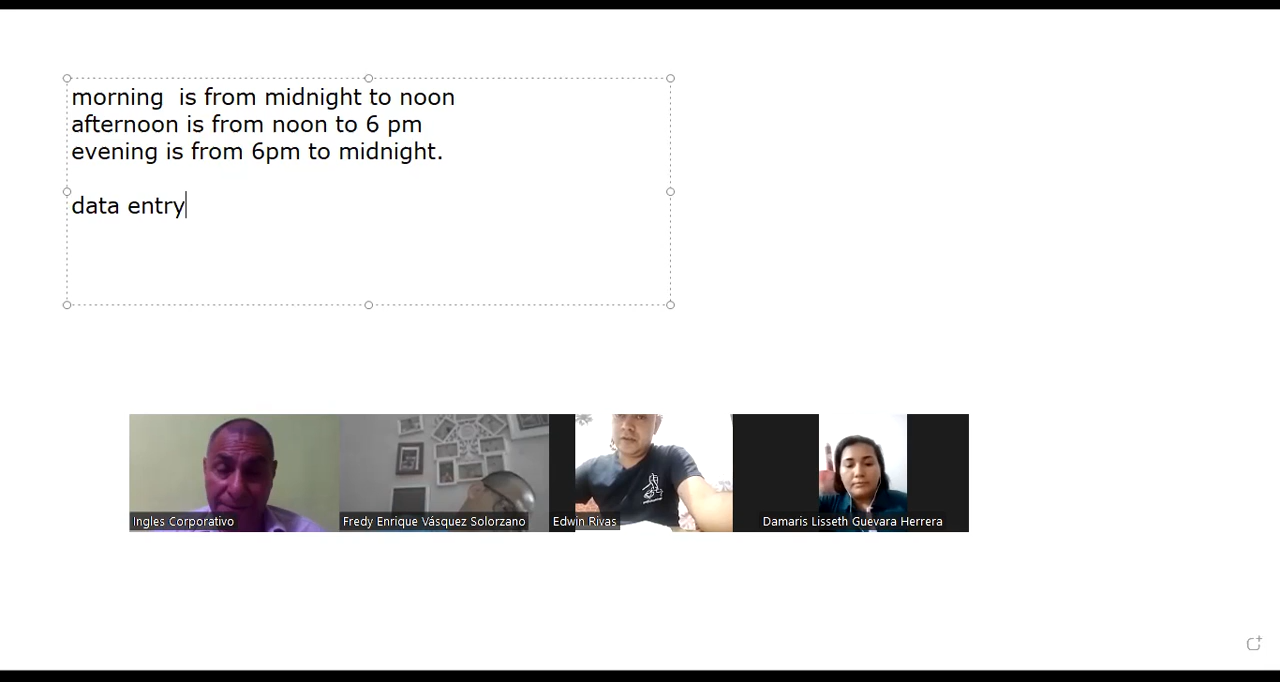 morning  is from midnight to noon
afternoon is from noon to 6 pm
evening is from 6pm to midnight.
data entry
Ingles Corporativo
Fredy Enrique Vásquez Solorzano
Edwin Rivas
Damaris Lisseth Guevara Herrera